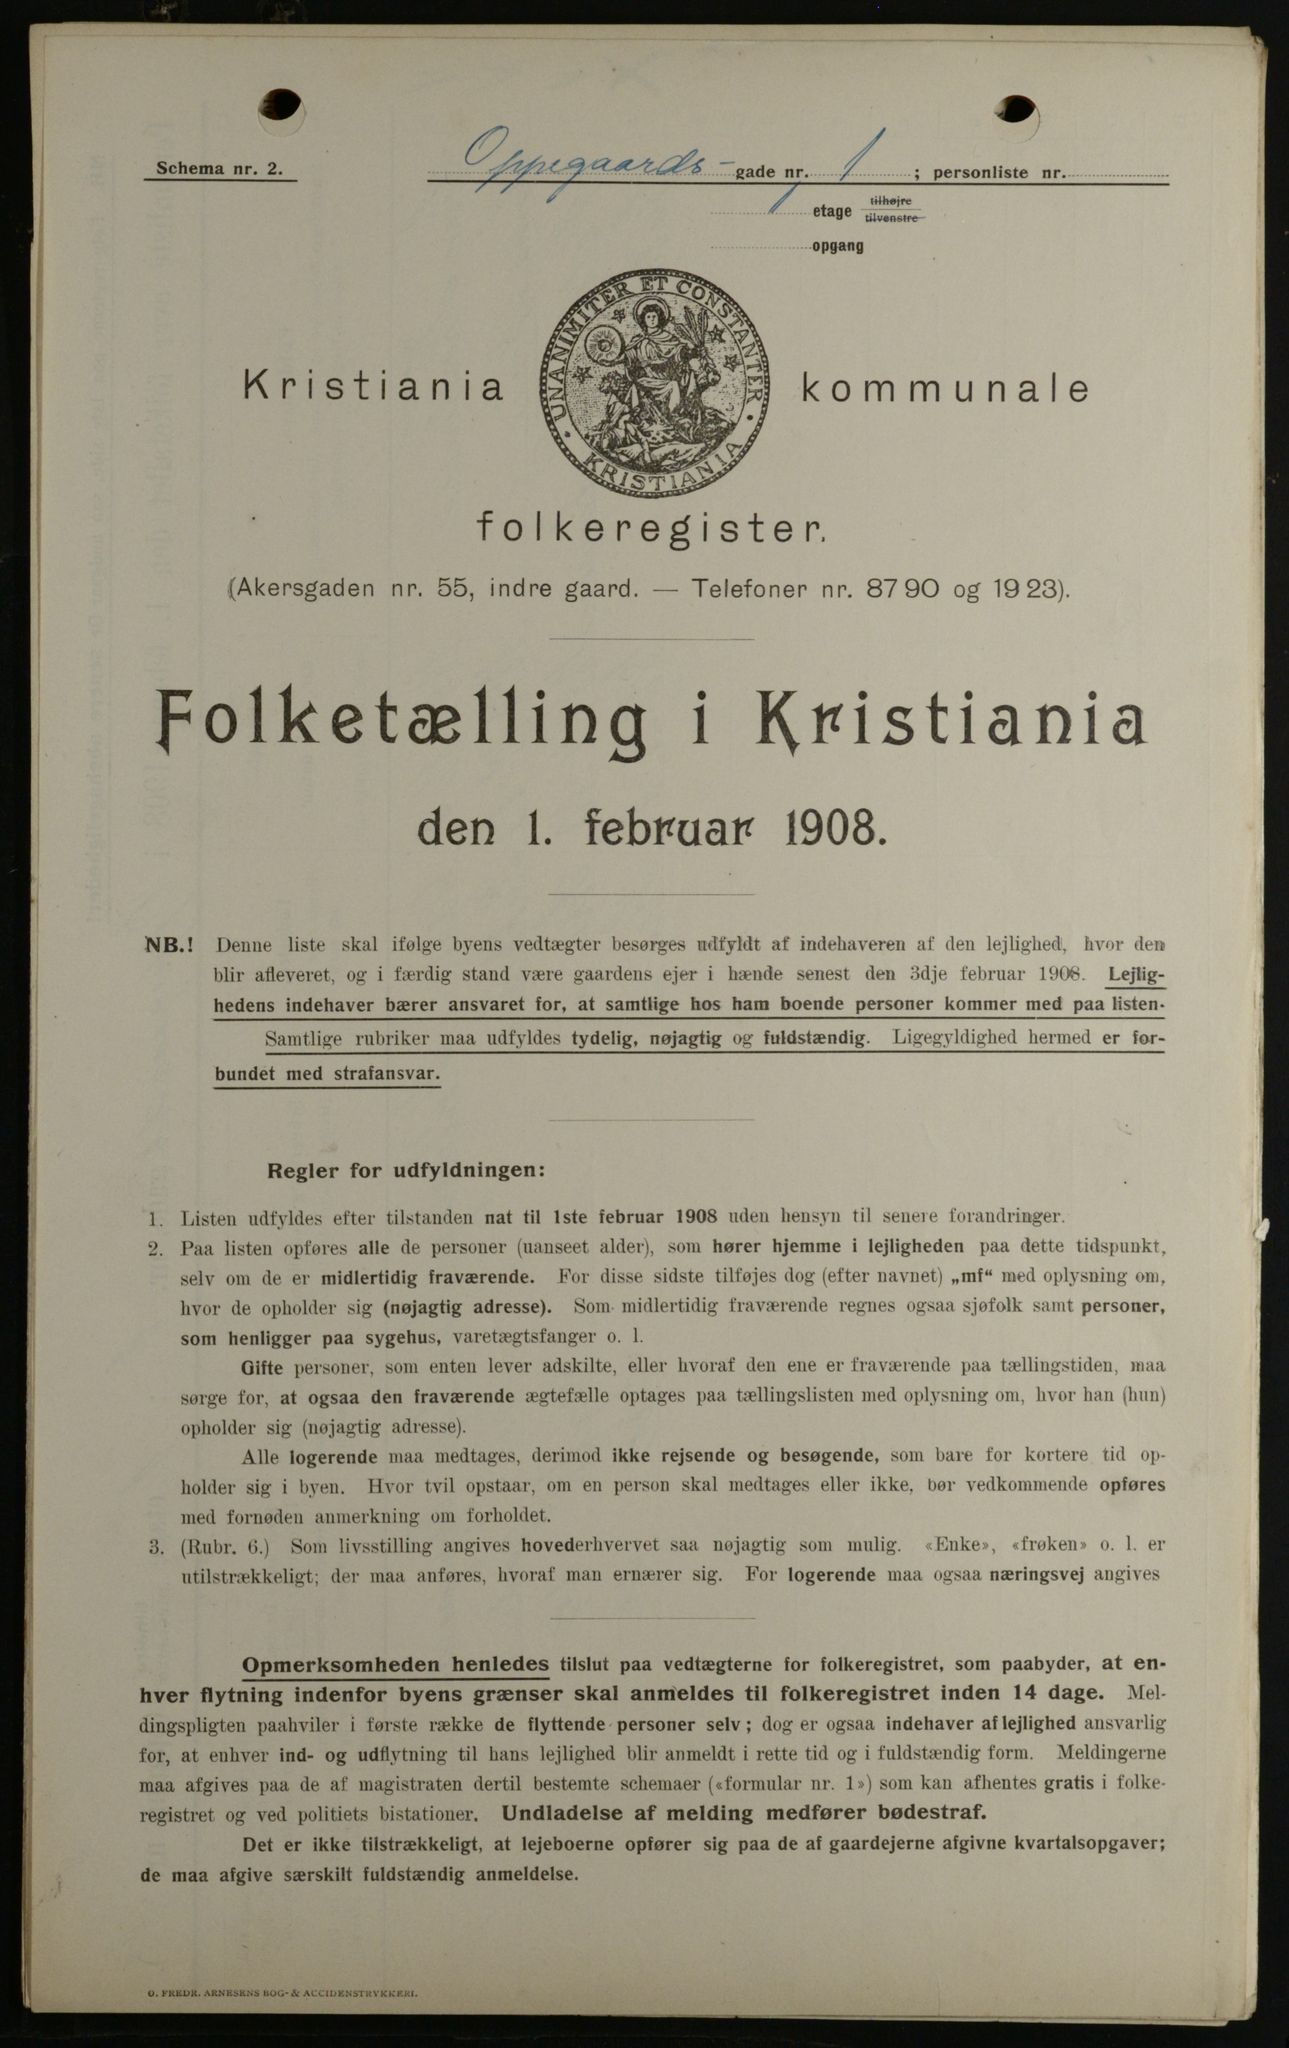 Schema nr. 2.
Oppegaards- gade nr. 1 ; personliste nr.
1 etage tilhøjre
tilvenstre
opgang
UNANIMITER ET CONSTANTER
KRISTIANIA
Kristiania kommunale
folkeregister.
(Akersgaden nr. 55, indre gaard. — Telefoner nr. 8790 og 1923).
Folketælling i Kristiania
den 1. februar 1908.
NB.! Denne liste skal ifølge byens vedtægter besørges udfyldt af indehaveren af den lejlighed, hvor den
blir afleveret, og i færdig stand være gaardens ejer i hænde senest den 3dje februar 1908. Lejlig-
hedens indehaver bærer ansvaret for, at samtlige hos ham boende personer kommer med paa listen.
Samtlige rubriker maa udfyldes tydelig, nøjagtig og fuldstændig. Ligegyldighed hermed er for-
bundet med strafansvar.
Regler for udfyldningen:
1. Listen udfyldes efter tilstanden nat til 1ste februar 1908 uden hensyn til senere forandringer.
2. Paa listen opføres alle de personer (uanseet alder), som hører hjemme i lejligheden paa dette tidspunkt,
selv om de er midlertidig fraværende. For disse sidste tilføjes dog (efter navnet) „mf“ med oplysning om,
hvor de opholder sig (nøjagtig adresse). Som midlertidig fraværende regnes ogsaa sjøfolk samt personer,
som henligger paa sygehus, varetægtsfanger o. l.
Gifte personer, som enten lever adskilte, eller hvoraf den ene er fraværende paa tællingstiden, maa
sørge for, at ogsaa den fraværende ægtefælle optages paa tællingslisten med oplysning om, hvor han (hun)
opholder sig (nøjagtig adresse).
Alle logerende maa medtages, derimod ikke rejsende og besøgende, som bare for kortere tid op-
holder sig i byen. Hvor tvil opstaar, om en person skal medtages eller ikke, bør vedkommende opføres
med fornøden anmerkning om forholdet.
3. (Rubr. 6.) Som livsstilling angives hovederhvervet saa nøjagtig som mulig. «Enke», «frøken» o. l. er
utilstrækkeligt; der maa anføres, hvoraf man ernærer sig. For logerende maa ogsaa næringsvej angives
Opmerksomheden henledes tilslut paa vedtægterne for folkeregistret, som paabyder, at en-
hver flytning indenfor byens grænser skal anmeldes til folkeregistret inden 14 dage. Mel-
dingspligten paahviler i første række de flyttende personer selv; dog er ogsaa indehaver af lejlighed ansvarlig
for, at enhver ind- og udflytning til hans lejlighed blir anmeldt i rette tid og i fuldstændig form. Meldingerne
maa afgives paa de af magistraten dertil bestemte schemaer («formular nr. 1») som kan afhentes gratis i folke-
registret og ved politiets bistationer. Undladelse af melding medfører bødestraf.
Det er ikke tilstrækkeligt, at lejeboerne opfører sig paa de af gaardejerne afgivne kvartalsopgaver;
de maa afgive særskilt fuldstændig anmeldelse.
O. FREDR. ARNESENS BOG- & ACCIDENSTRYKKERI.